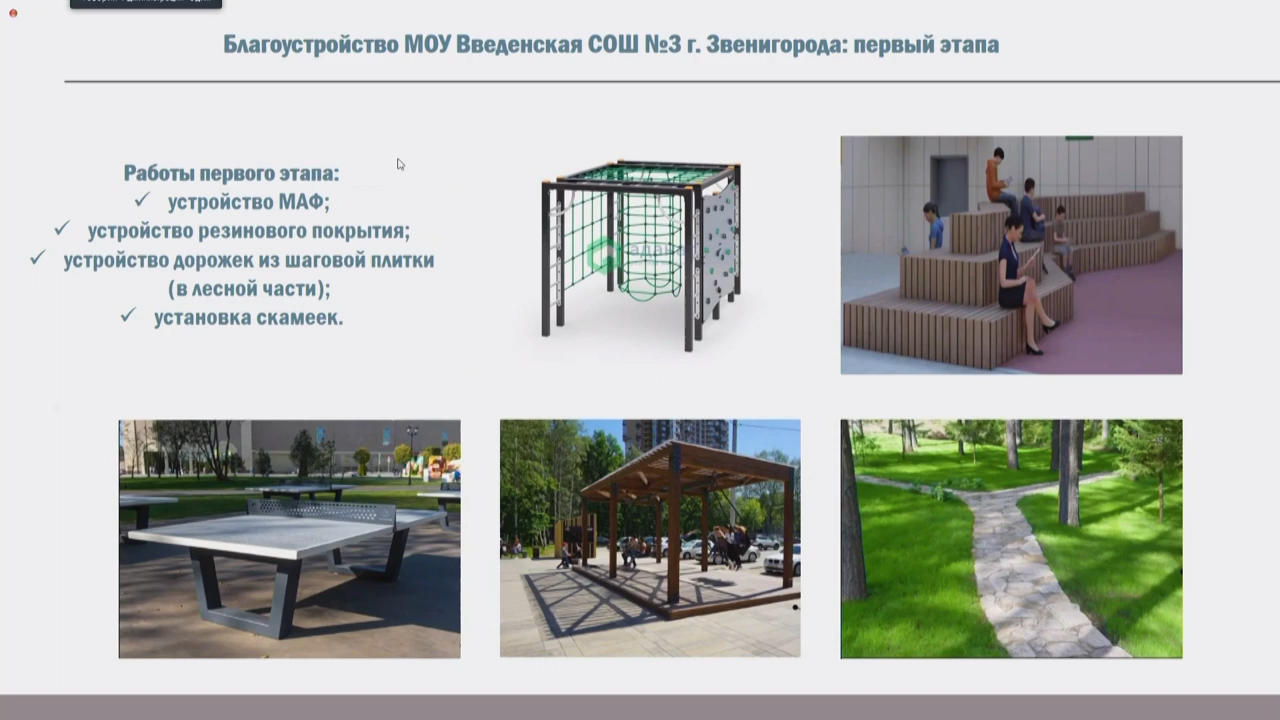 Благоустройство МОУ Введенская СОШ №3 г. Звенигорода: первый этапа
Работы первого этапа:
✓ устройство МАФ;
✓ устройство резинового покрытия;
✓ устройство дорожек из шаговой плитки
(в лесной части);
✓ установка скамеек.